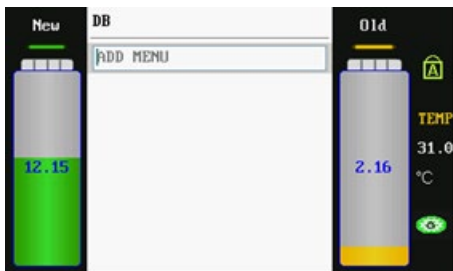 New
DB
Old
ADD MENU
A
TEMP
31.0
°C
12.15
2.16